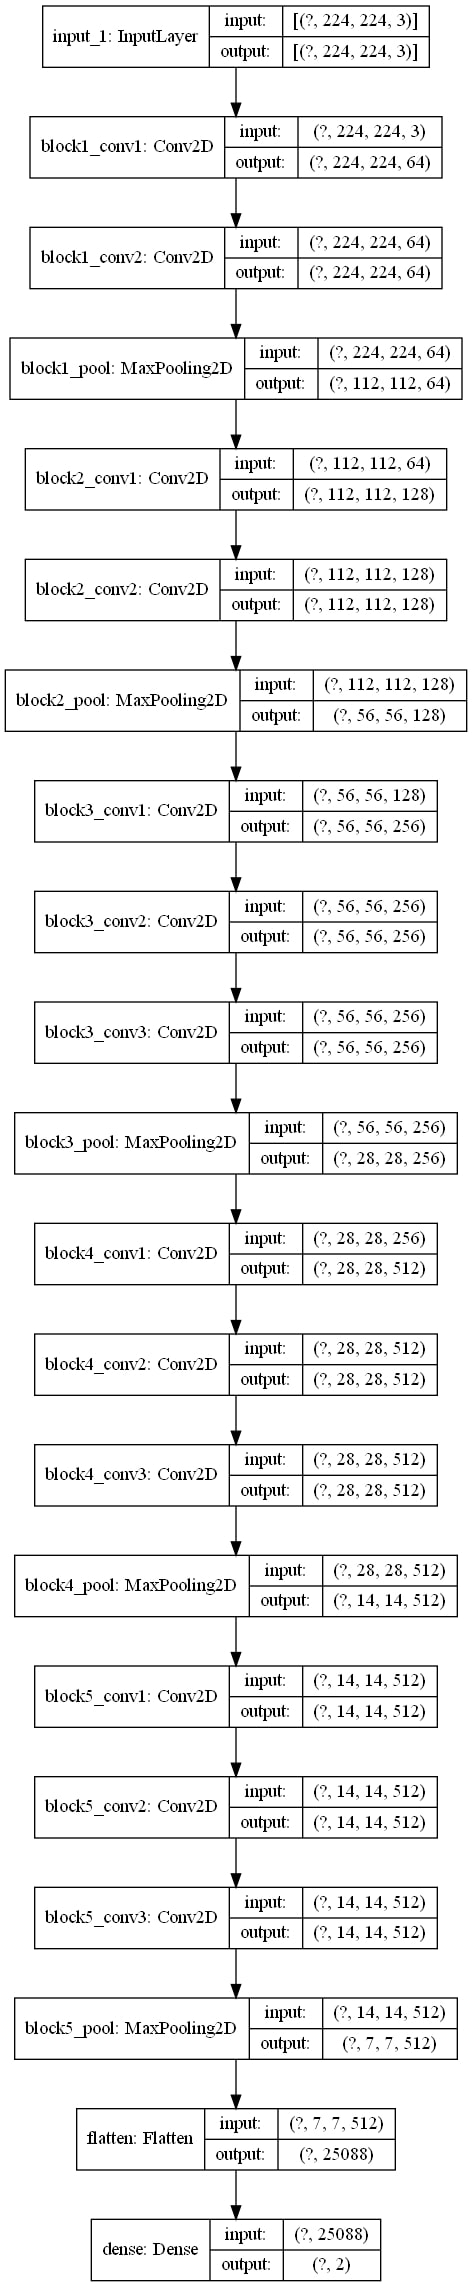 input_1: InputLayer
input: [(?, 224, 224, 3)]
output: [(?, 224, 224, 3)]
block1_conv1: Conv2D
input: (?, 224, 224, 3)
output: (?, 224, 224, 64)
block1_conv2: Conv2D
input: (?, 224, 224, 64)
output: (?, 224, 224, 64)
block1_pool: MaxPooling2D
input: (?, 224, 224, 64)
output: (?, 112, 112, 64)
block2_conv1: Conv2D
input: (?, 112, 112, 64)
output: (?, 112, 112, 128)
block2_conv2: Conv2D
input: (?, 112, 112, 128)
output: (?, 112, 112, 128)
block2_pool: MaxPooling2D
input: (?, 112, 112, 128)
output: (?, 56, 56, 128)
block3_conv1: Conv2D
input: (?, 56, 56, 128)
output: (?, 56, 56, 256)
block3_conv2: Conv2D
input: (?, 56, 56, 256)
output: (?, 56, 56, 256)
block3_conv3: Conv2D
input: (?, 56, 56, 256)
output: (?, 56, 56, 256)
block3_pool: MaxPooling2D
input: (?, 56, 56, 256)
output: (?, 28, 28, 256)
block4_conv1: Conv2D
input: (?, 28, 28, 256)
output: (?, 28, 28, 512)
block4_conv2: Conv2D
input: (?, 28, 28, 512)
output: (?, 28, 28, 512)
block4_conv3: Conv2D
input: (?, 28, 28, 512)
output: (?, 28, 28, 512)
block4_pool: MaxPooling2D
input: (?, 28, 28, 512)
output: (?, 14, 14, 512)
block5_conv1: Conv2D
input: (?, 14, 14, 512)
output: (?, 14, 14, 512)
block5_conv2: Conv2D
input: (?, 14, 14, 512)
output: (?, 14, 14, 512)
block5_conv3: Conv2D
input: (?, 14, 14, 512)
output: (?, 14, 14, 512)
block5_pool: MaxPooling2D
input: (?, 14, 14, 512)
output: (?, 7, 7, 512)
flatten: Flatten
input: (?, 7, 7, 512)
output: (?, 25088)
dense: Dense
input: (?, 25088)
output: (?, 2)